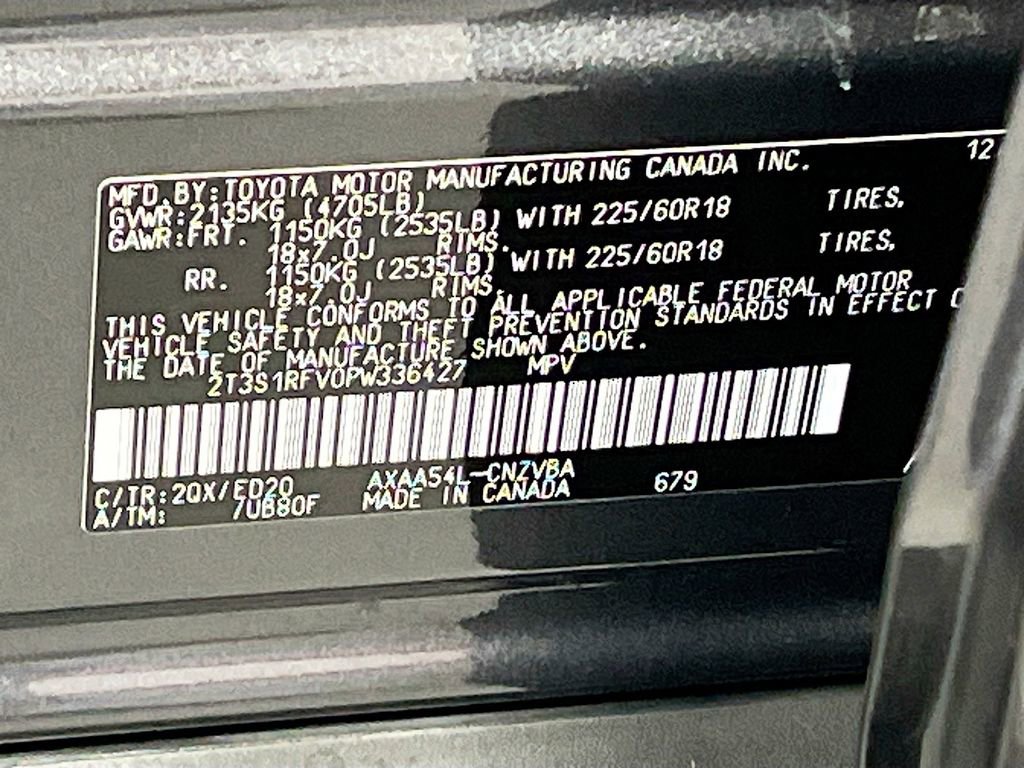 MFD. BY: TOYOTA MOTOR MANUFACTURING CANADA INC. 12
GVWR: 2135KG (4705LB)
GAWR: FRT. 1150KG (2535LB) WITH 225/60R18 TIRES,
18x7.0J RIMS.
RR. 1150KG (2535LB) WITH 225/60R18 TIRES,
18x7.0J RIMS.
THIS VEHICLE CONFORMS TO ALL APPLICABLE FEDERAL MOTOR
VEHICLE SAFETY AND THEFT PREVENTION STANDARDS IN EFFECT
THE DATE OF MANUFACTURE SHOWN ABOVE.
2T3S1RFV0PW336427 MPV
C/TR: 2QX/ED20 AXAA54L-CNZVBA 679
A/TM: /UB80F MADE IN CANADA